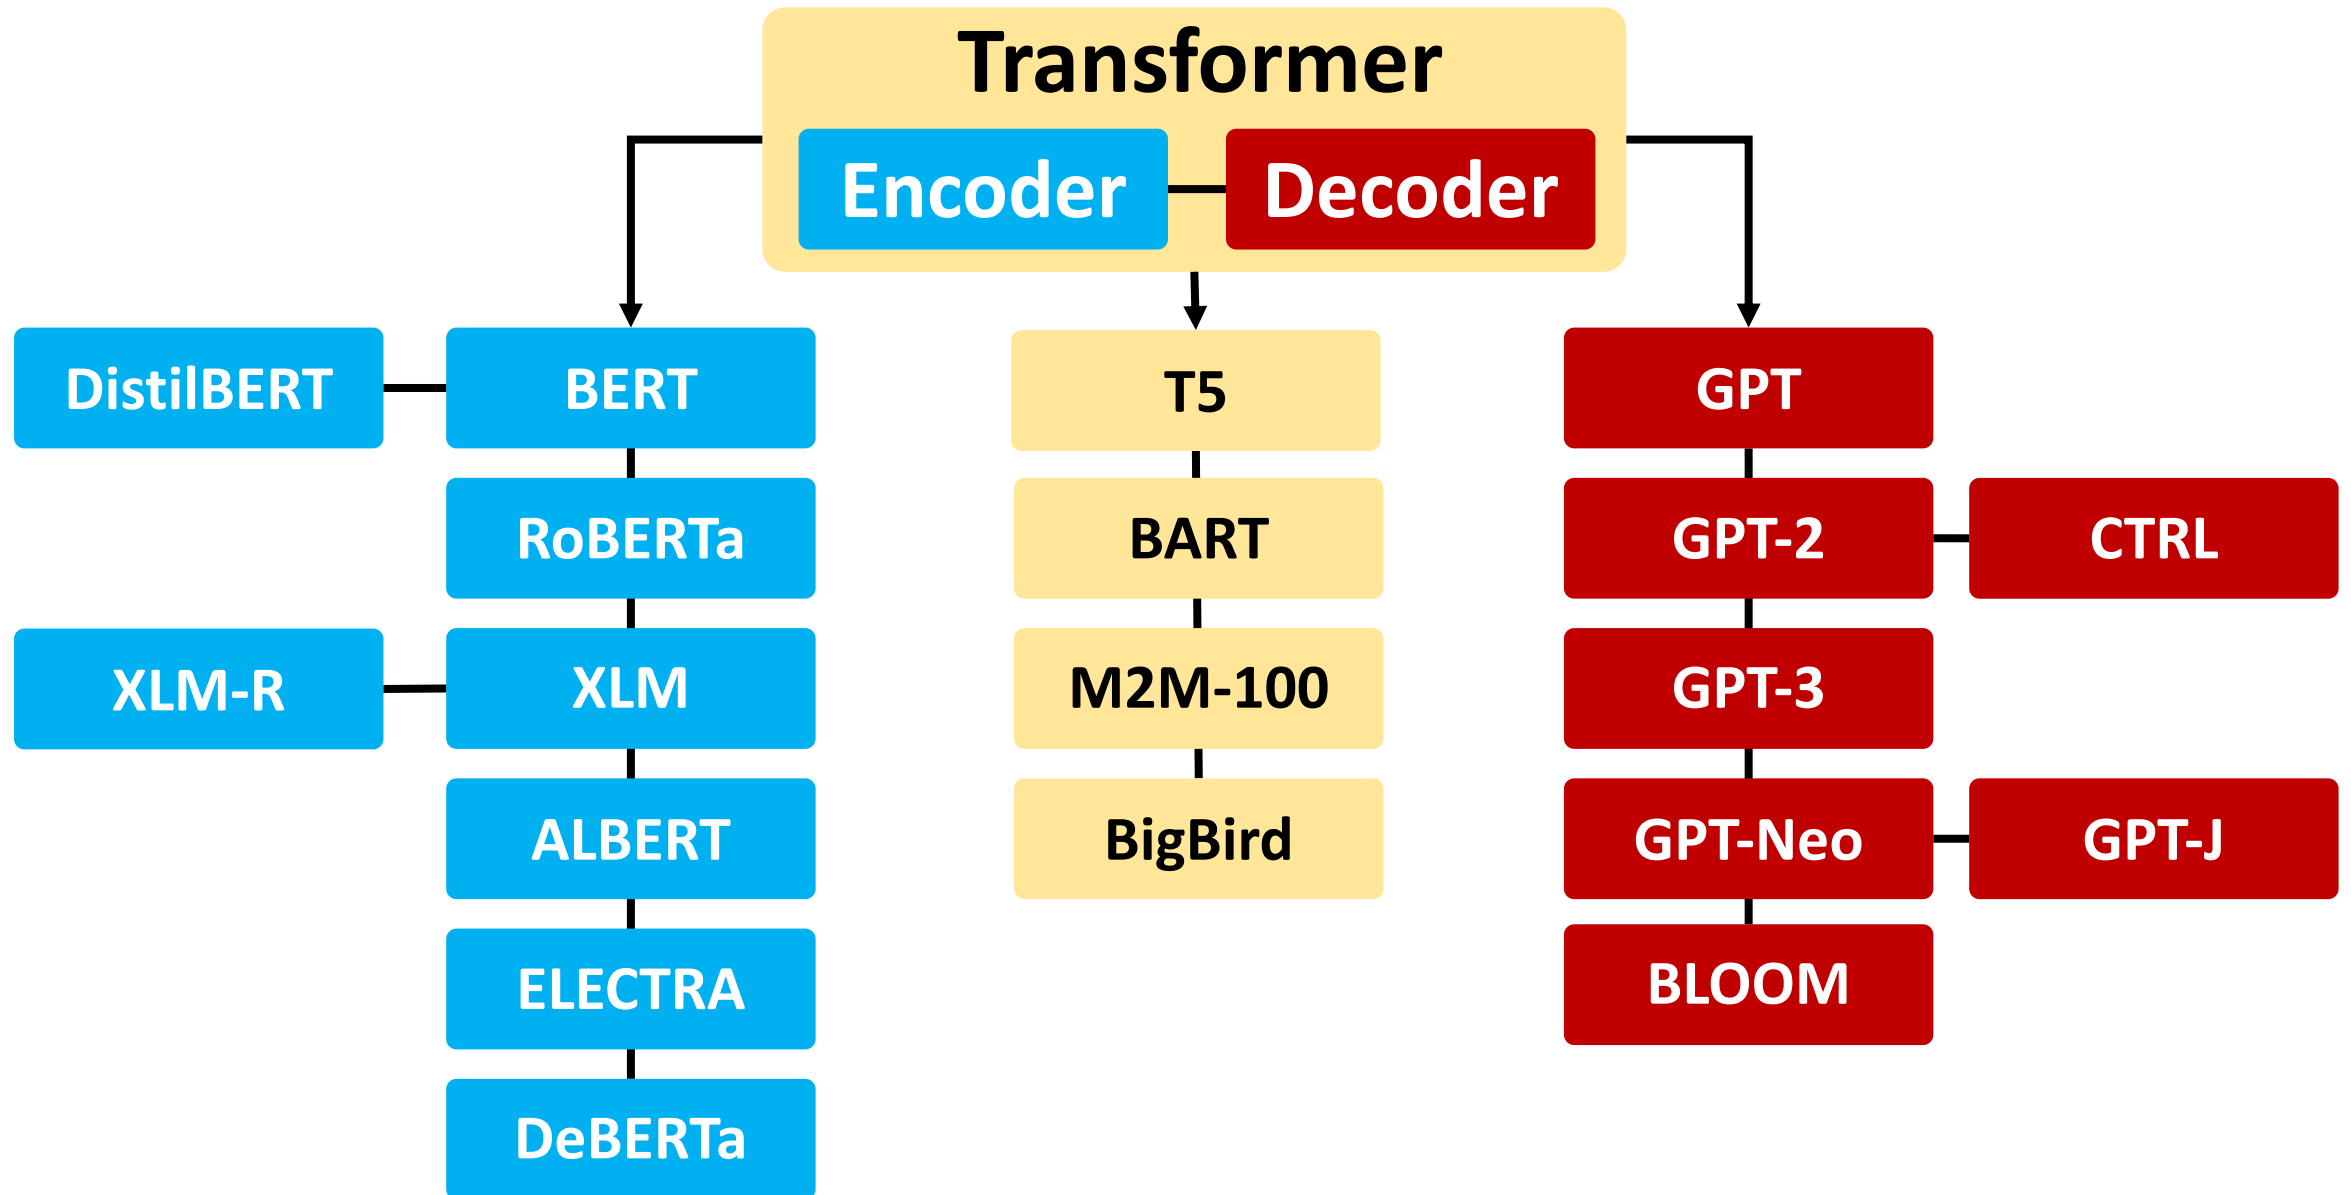 Transformer
Encoder
Decoder
DistilBERT
BERT
T5
GPT
RoBERTa
BART
GPT-2
CTRL
XLM-R
XLM
M2M-100
GPT-3
ALBERT
BigBird
GPT-Neo
GPT-J
ELECTRA
BLOOM
DeBERTa